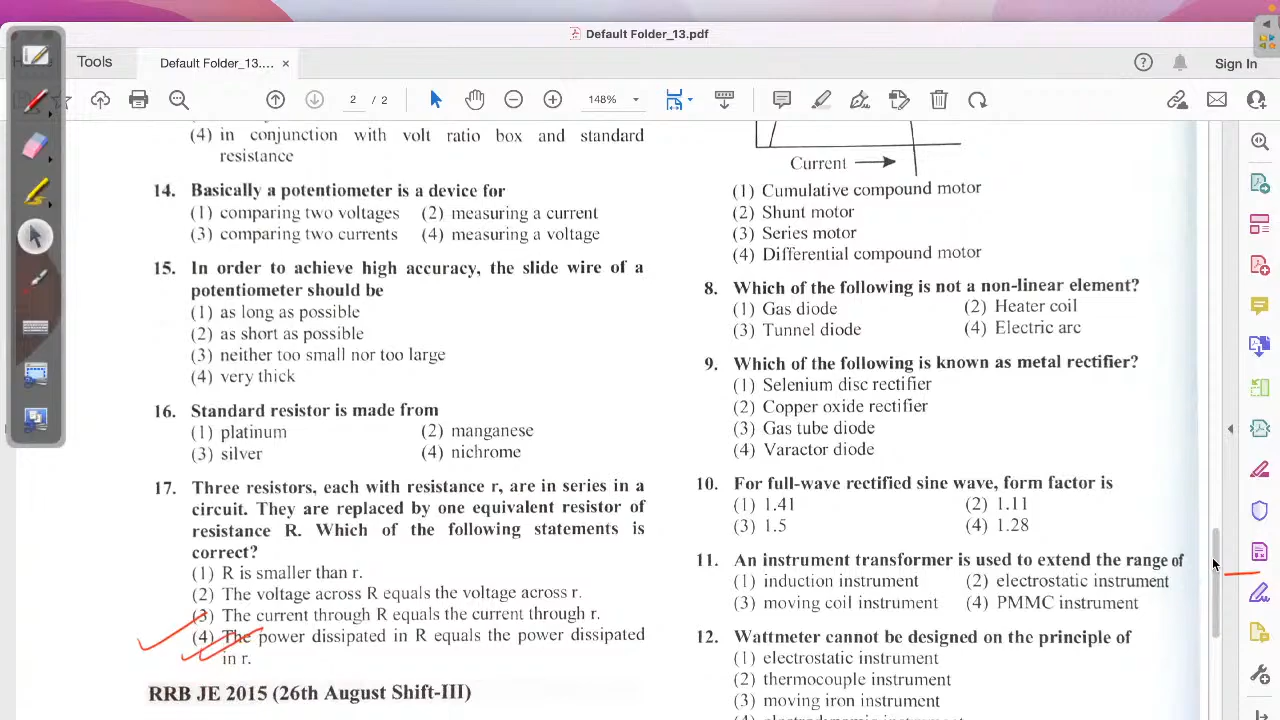 Default Folder_13.pdf
Tools
Default Folder_13....
×
Sign In
2 / 2
148%
(4) in conjunction with volt ratio box and standard
resistance
14. Basically a potentiometer is a device for
(1) comparing two voltages (2) measuring a current
(3) comparing two currents (4) measuring a voltage
15. In order to achieve high accuracy, the slide wire of a
potentiometer should be
(1) as long as possible
(2) as short as possible
(3) neither too small nor too large
(4) very thick
16. Standard resistor is made from
(1) platinum (2) manganese
(3) silver (4) nichrome
17. Three resistors, each with resistance r, are in series in a
circuit. They are replaced by one equivalent resistor of
resistance R. Which of the following statements is
correct?
(1) R is smaller than r.
(2) The voltage across R equals the voltage across r.
(3) The current through R equals the current through r.
(4) The power dissipated in R equals the power dissipated
in r.
RRB JE 2015 (26th August Shift-III)
Current
(1) Cumulative compound motor
(2) Shunt motor
(3) Series motor
(4) Differential compound motor
8. Which of the following is not a non-linear element?
(1) Gas diode (2) Heater coil
(3) Tunnel diode (4) Electric arc
9. Which of the following is known as metal rectifier?
(1) Selenium disc rectifier
(2) Copper oxide rectifier
(3) Gas tube diode
(4) Varactor diode
10. For full-wave rectified sine wave, form factor is
(1) 1.41 (2) 1.11
(3) 1.5 (4) 1.28
11. An instrument transformer is used to extend the range of
(1) induction instrument (2) electrostatic instrument
(3) moving coil instrument (4) PMMC instrument
12. Wattmeter cannot be designed on the principle of
(1) electrostatic instrument
(2) thermocouple instrument
(3) moving iron instrument